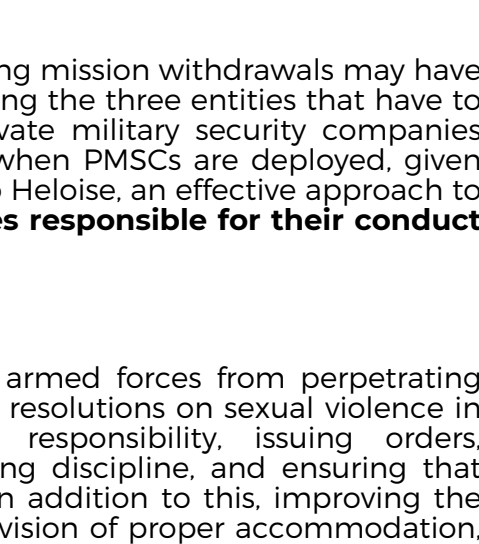 ng mission withdrawals may have
ng the three entities that have to
vate military security companies
when PMSCs are deployed, given
Heloise, an effective approach to
es responsible for their conduct
armed forces from perpetrating
resolutions on sexual violence in
responsibility, issuing orders,
ng discipline, and ensuring that
n addition to this, improving the
vision of proper accommodation,